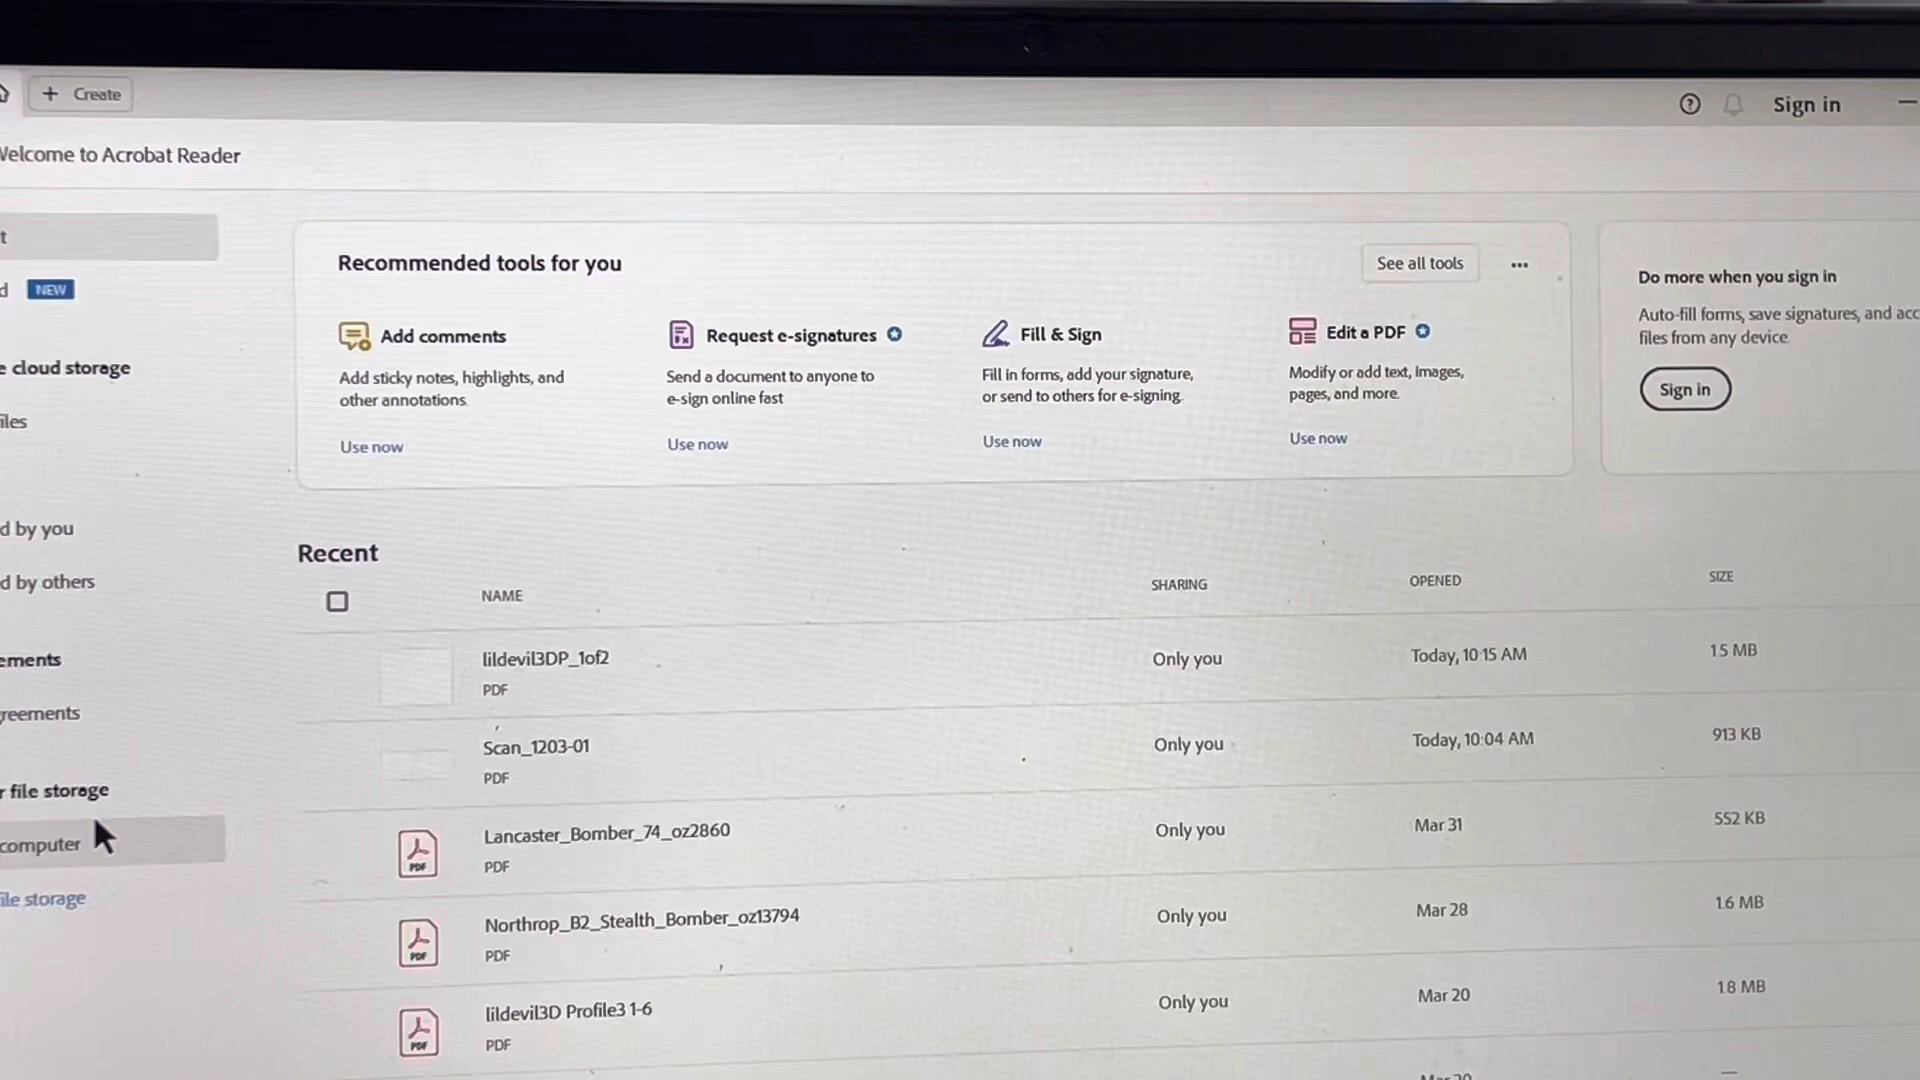 + Create
Sign in
Welcome to Acrobat Reader
t
d NEW
e cloud storage
iles
d by you
d by others
ements
reements
r file storage
computer
ile storage
Recommended tools for you
See all tools
...
Add comments
Add sticky notes, highlights, and
other annotations.
Use now
Request e-signatures
Send a document to anyone to
e-sign online fast
Use now
Fill & Sign
Fill in forms, add your signature,
or send to others for e-signing.
Use now
Edit a PDF
Modify or add text, images,
pages, and more.
Use now
Do more when you sign in
Auto-fill forms, save signatures, and acc
files from any device.
Sign in
Recent
NAME SHARING OPENED SIZE
lildevil3DP_1of2 Only you Today, 10:15 AM 1.5 MB
PDF
Scan_1203-01 Only you Today, 10:04 AM 913 KB
PDF
PDF Lancaster_Bomber_74_oz2860 Only you Mar 31 552 KB
PDF
PDF Northrop_B2_Stealth_Bomber_oz13794 Only you Mar 28 1.6 MB
PDF
PDF lildevil3D Profile3 1-6 Only you Mar 20 1.8 MB
PDF
Mar 20